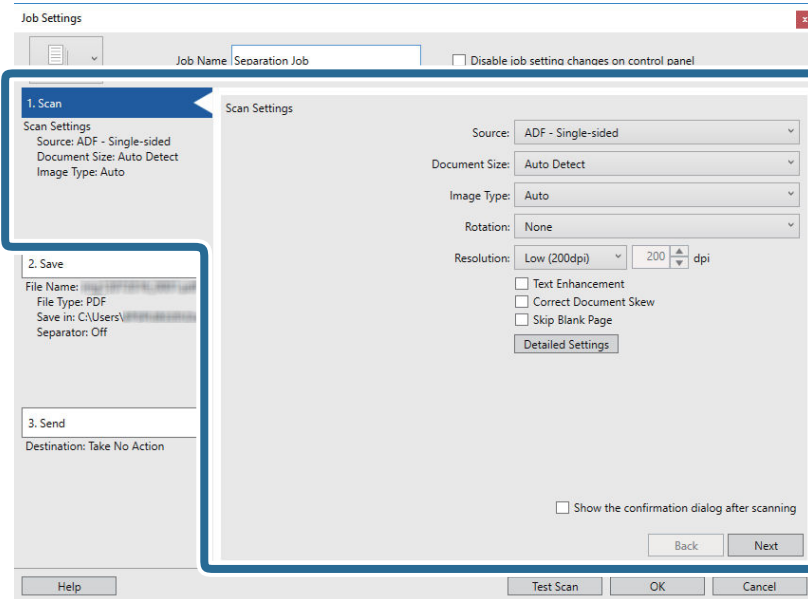 Job Settings
x
Job Name Separation Job Disable job setting changes on control panel
1. Scan
Scan Settings
Source: ADF - Single-sided
Document Size: Auto Detect
Image Type: Auto
2. Save
File Name:
File Type: PDF
Save in: C:\Users\
Separator: Off
3. Send
Destination: Take No Action
Scan Settings
Source: ADF - Single-sided
Document Size: Auto Detect
Image Type: Auto
Rotation: None
Resolution: Low (200dpi) 200 dpi
Text Enhancement
Correct Document Skew
Skip Blank Page
Detailed Settings
Show the confirmation dialog after scanning
Back Next
Help Test Scan OK Cancel